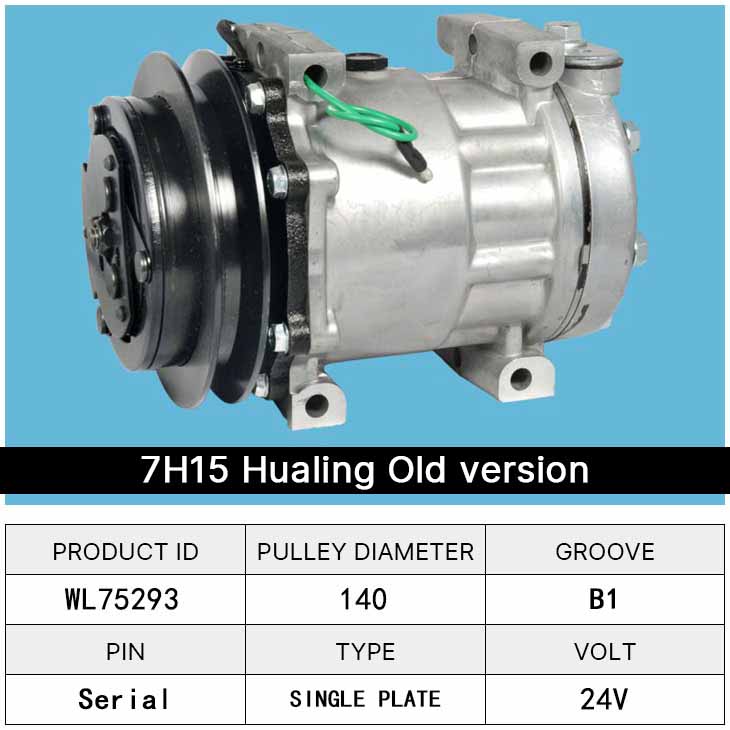 7H15 Hualing Old version
PRODUCT ID PULLEY DIAMETER GROOVE
WL75293 140 B1
PIN TYPE VOLT
Serial SINGLE PLATE 24V